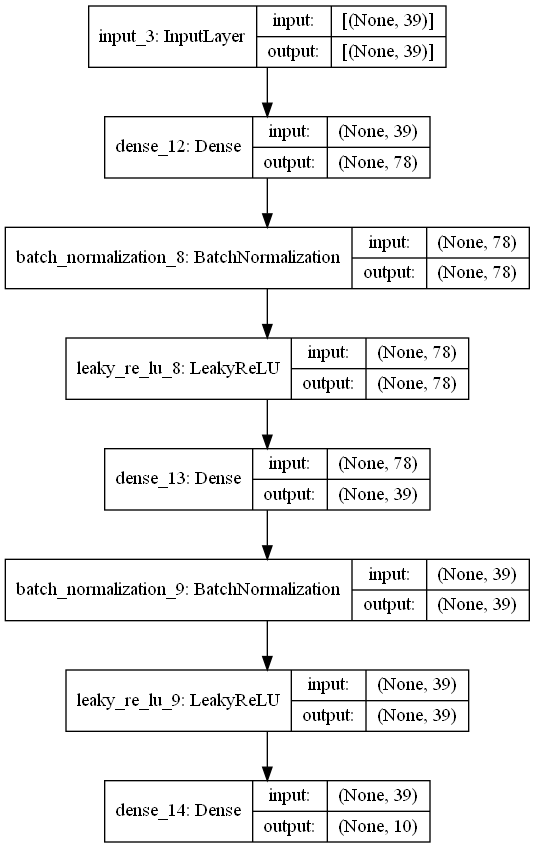 input_3: InputLayer
input: [(None, 39)]
output: [(None, 39)]
dense_12: Dense
input: (None, 39)
output: (None, 78)
batch_normalization_8: BatchNormalization
input: (None, 78)
output: (None, 78)
leaky_re_lu_8: LeakyReLU
input: (None, 78)
output: (None, 78)
dense_13: Dense
input: (None, 78)
output: (None, 39)
batch_normalization_9: BatchNormalization
input: (None, 39)
output: (None, 39)
leaky_re_lu_9: LeakyReLU
input: (None, 39)
output: (None, 39)
dense_14: Dense
input: (None, 39)
output: (None, 10)